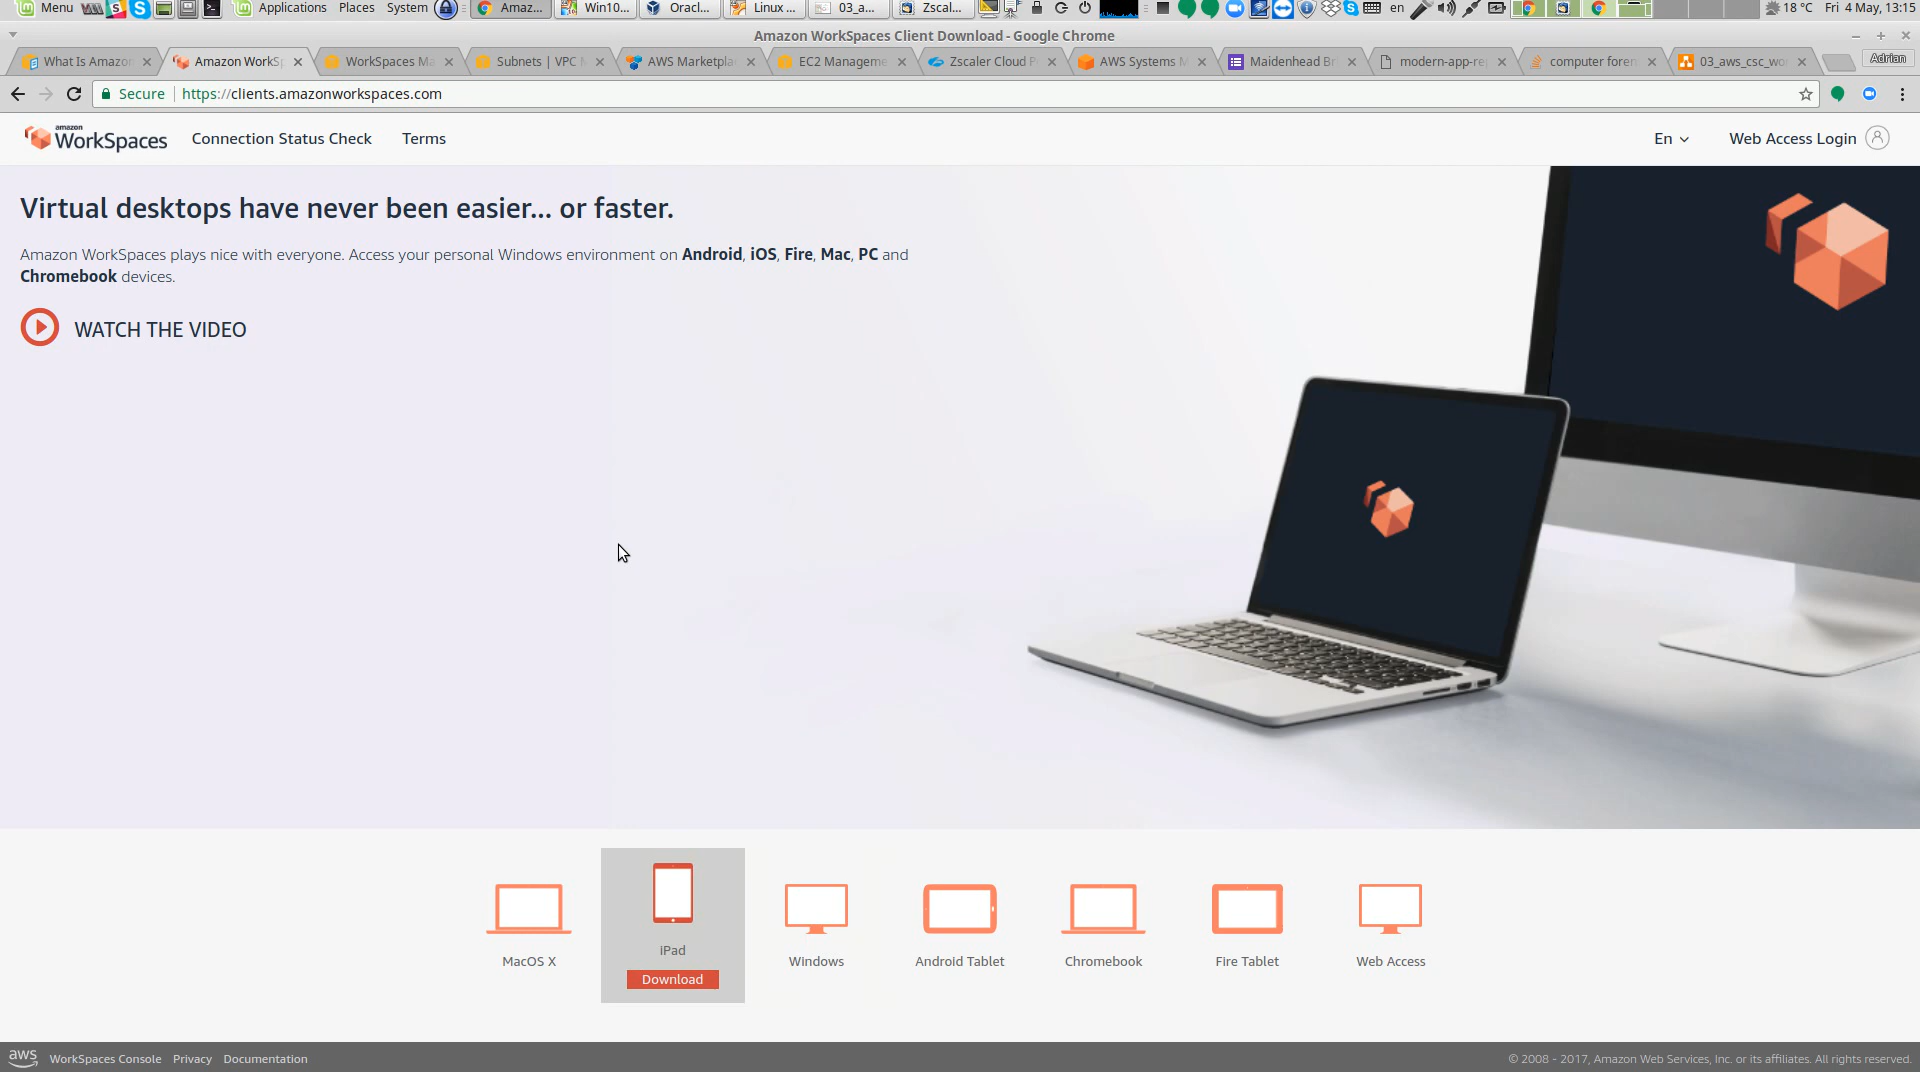 Menu Applications Places System Amaz... Win10... Oracl... Linux ... 03_a... Zscal... en 18 °C Fri 4 May, 13:15
Amazon WorkSpaces Client Download - Google Chrome
What Is Amazon Amazon WorkS WorkSpaces Ma Subnets | VPC M AWS Marketpla EC2 Manageme Zscaler Cloud P AWS Systems M Maidenhead Br modern-app-re computer foren 03_aws_csc_wo Adrian
Secure https://clients.amazonworkspaces.com
amazon
WorkSpaces Connection Status Check Terms En Web Access Login
Virtual desktops have never been easier... or faster.
Amazon WorkSpaces plays nice with everyone. Access your personal Windows environment on Android, iOS, Fire, Mac, PC and
Chromebook devices.
WATCH THE VIDEO
iPad
MacOS X Windows Android Tablet Chromebook Fire Tablet Web Access
Download
aws WorkSpaces Console Privacy Documentation © 2008 - 2017, Amazon Web Services, Inc. or its affiliates. All rights reserved.